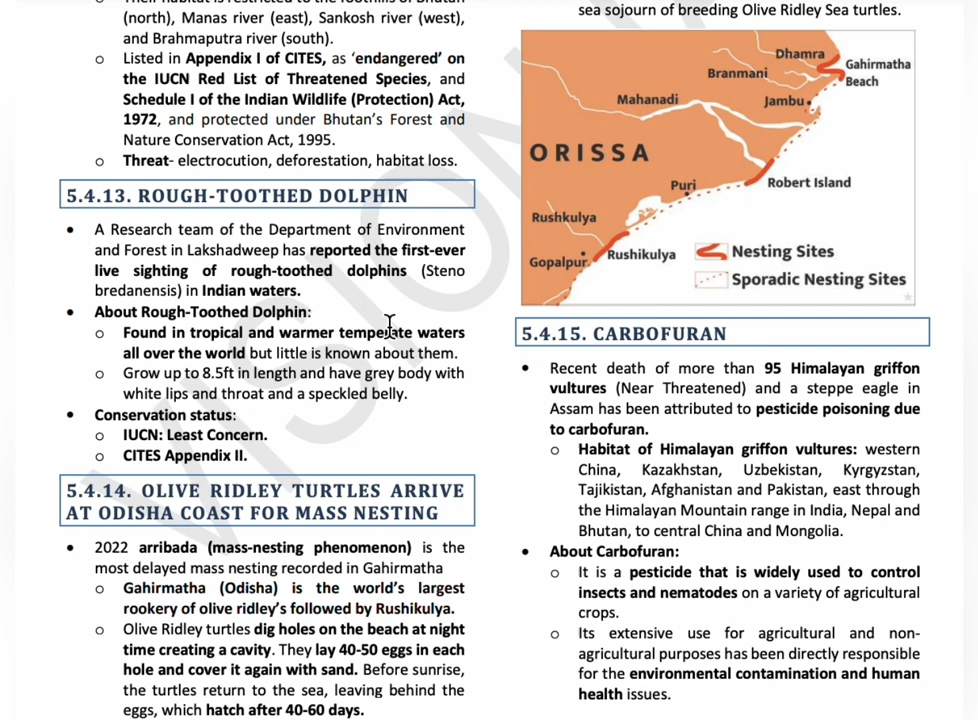 Their habitat is restricted to the foothills of Bhutan
(north), Manas river (east), Sankosh river (west),
and Brahmaputra river (south).
o Listed in Appendix I of CITES, as ‘endangered’ on
the IUCN Red List of Threatened Species, and
Schedule I of the Indian Wildlife (Protection) Act,
1972, and protected under Bhutan’s Forest and
Nature Conservation Act, 1995.
o Threat- electrocution, deforestation, habitat loss.
5.4.13. ROUGH-TOOTHED DOLPHIN
• A Research team of the Department of Environment
and Forest in Lakshadweep has reported the first-ever
live sighting of rough-toothed dolphins (Steno
bredanensis) in Indian waters.
• About Rough-Toothed Dolphin:
o Found in tropical and warmer temperate waters
all over the world but little is known about them.
o Grow up to 8.5ft in length and have grey body with
white lips and throat and a speckled belly.
• Conservation status:
o IUCN: Least Concern.
o CITES Appendix II.
5.4.14. OLIVE RIDLEY TURTLES ARRIVE
AT ODISHA COAST FOR MASS NESTING
• 2022 arribada (mass-nesting phenomenon) is the
most delayed mass nesting recorded in Gahirmatha
o Gahirmatha (Odisha) is the world’s largest
rookery of olive ridley’s followed by Rushikulya.
o Olive Ridley turtles dig holes on the beach at night
time creating a cavity. They lay 40-50 eggs in each
hole and cover it again with sand. Before sunrise,
the turtles return to the sea, leaving behind the
eggs, which hatch after 40-60 days.
sea sojourn of breeding Olive Ridley Sea turtles.
Dhamra
Gahirmatha
Beach
Branmani
Mahanadi
Jambu
ORISSA
Puri
Robert Island
Rushkulya
Rushikulya
Gopalpur
Nesting Sites
Sporadic Nesting Sites
5.4.15. CARBOFURAN
• Recent death of more than 95 Himalayan griffon
vultures (Near Threatened) and a steppe eagle in
Assam has been attributed to pesticide poisoning due
to carbofuran.
o Habitat of Himalayan griffon vultures: western
China, Kazakhstan, Uzbekistan, Kyrgyzstan,
Tajikistan, Afghanistan and Pakistan, east through
the Himalayan Mountain range in India, Nepal and
Bhutan, to central China and Mongolia.
• About Carbofuran:
o It is a pesticide that is widely used to control
insects and nematodes on a variety of agricultural
crops.
o Its extensive use for agricultural and non-
agricultural purposes has been directly responsible
for the environmental contamination and human
health issues.
VISION